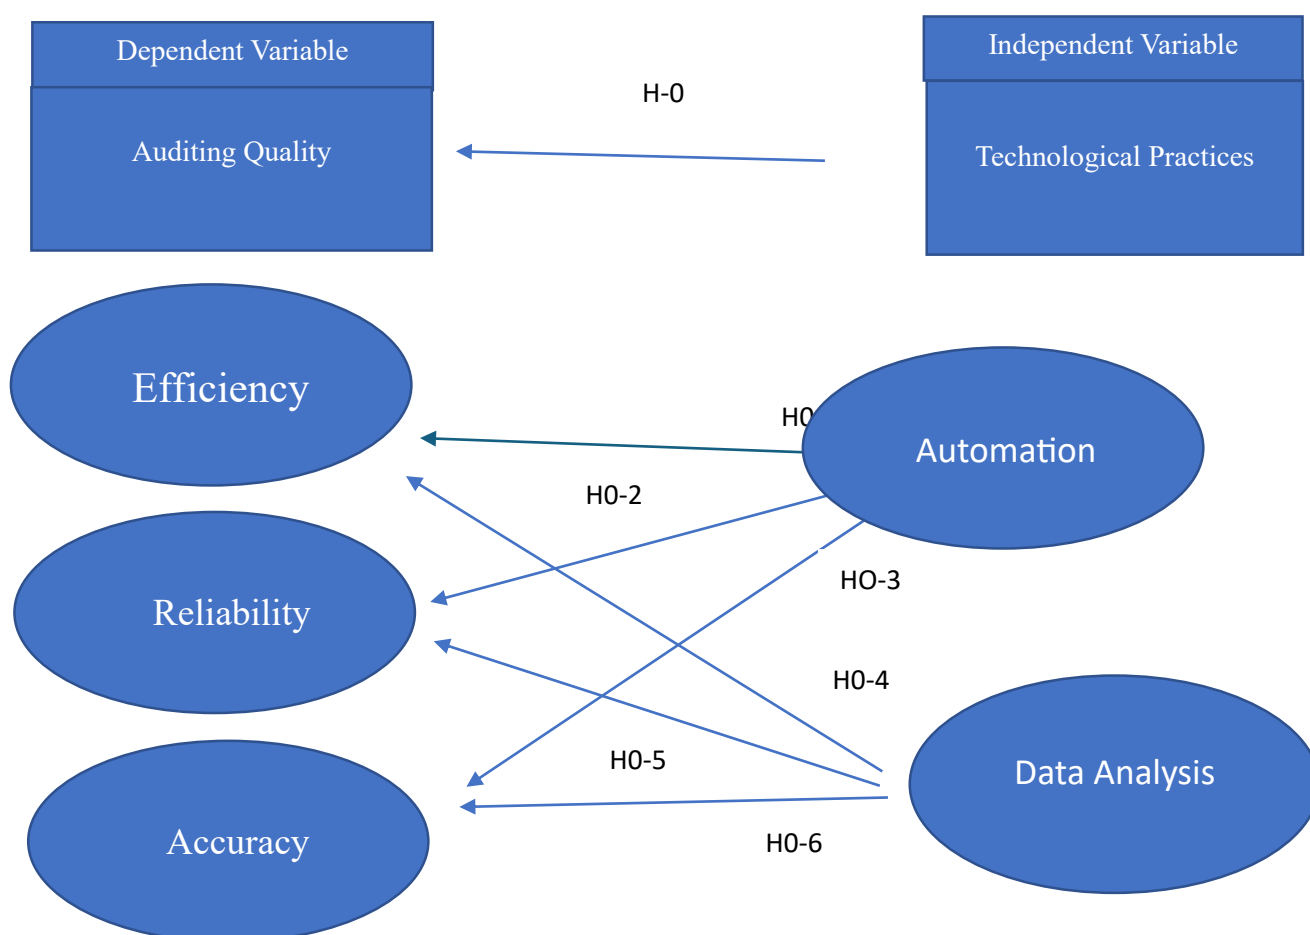 Dependent Variable
Independent Variable
H-0
Auditing Quality
Technological Practices
Efficiency
H0
Automation
H0-2
HO-3
Reliability
H0-4
H0-5
Data Analysis
Accuracy
H0-6